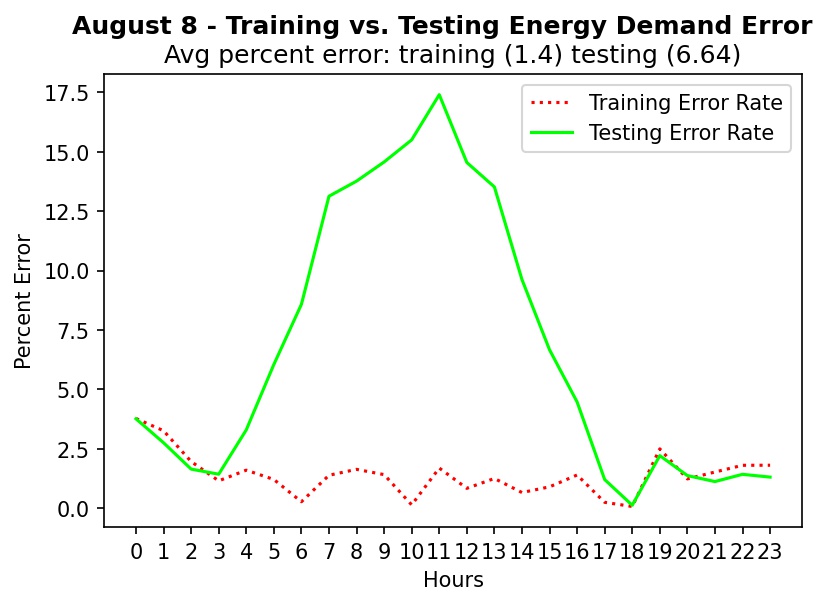 August 8 - Training vs. Testing Energy Demand Error
Avg percent error: training (1.4) testing (6.64)
17.5
15.0
12.5
10.0
7.5
5.0
2.5
0.0
Percent Error
Training Error Rate
Testing Error Rate
0 1 2 3 4 5 6 7 8 9 10 11 12 13 14 15 16 17 18 19 20 21 22 23
Hours